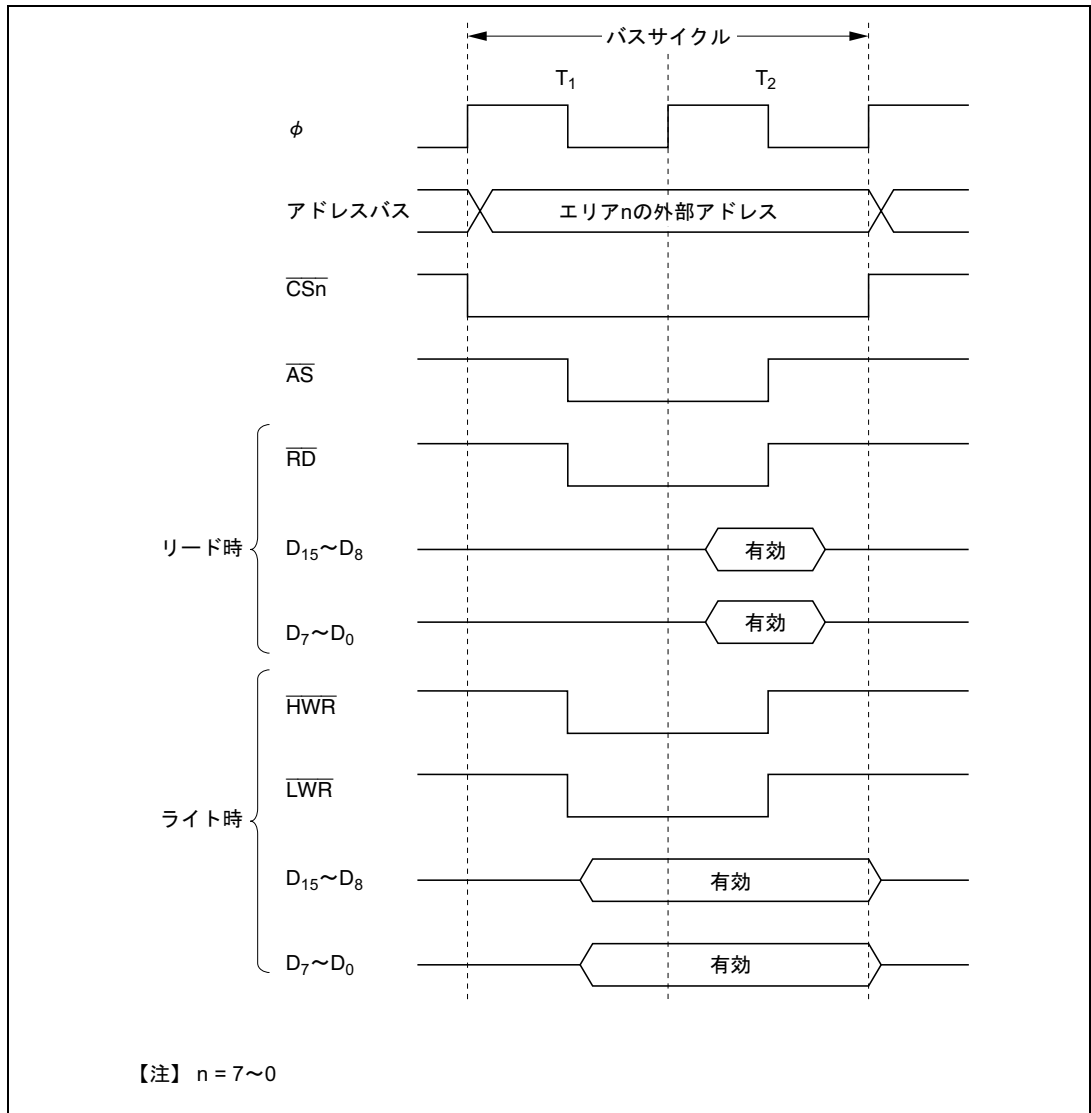 バスサイクル
T1 T2
φ
アドレスバス エリアnの外部アドレス
CSn
AS
リード時
RD
D15～D8 有効
D7～D0 有効
ライト時
HWR
LWR
D15～D8 有効
D7～D0 有効
【注】 n = 7～0